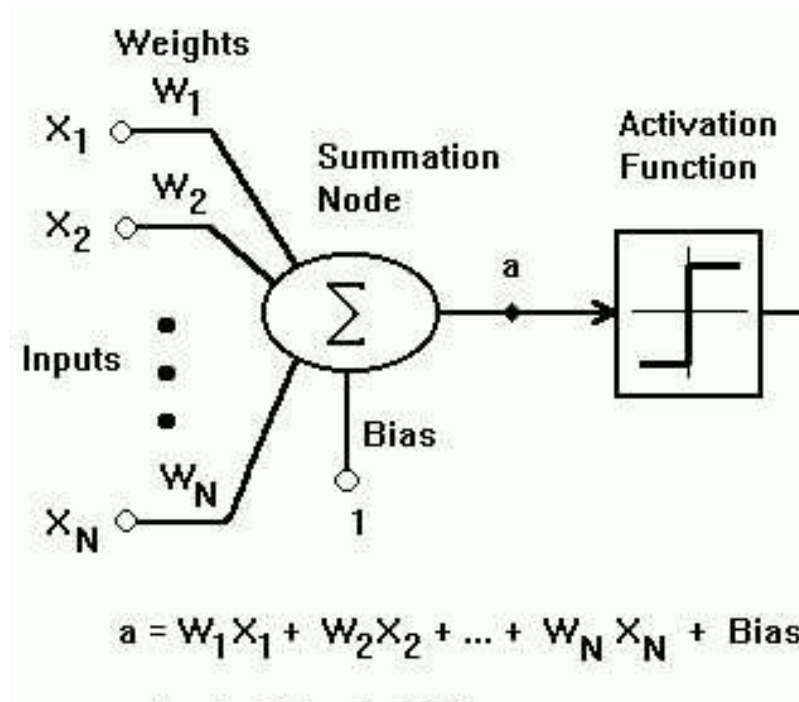 Weights
W1
X1
Activation
Function
Summation
Node
W2
X2
a
Σ
Inputs
Bias
WN
XN
1
a = W1X1 + W2X2 + ... + WN XN + Bias